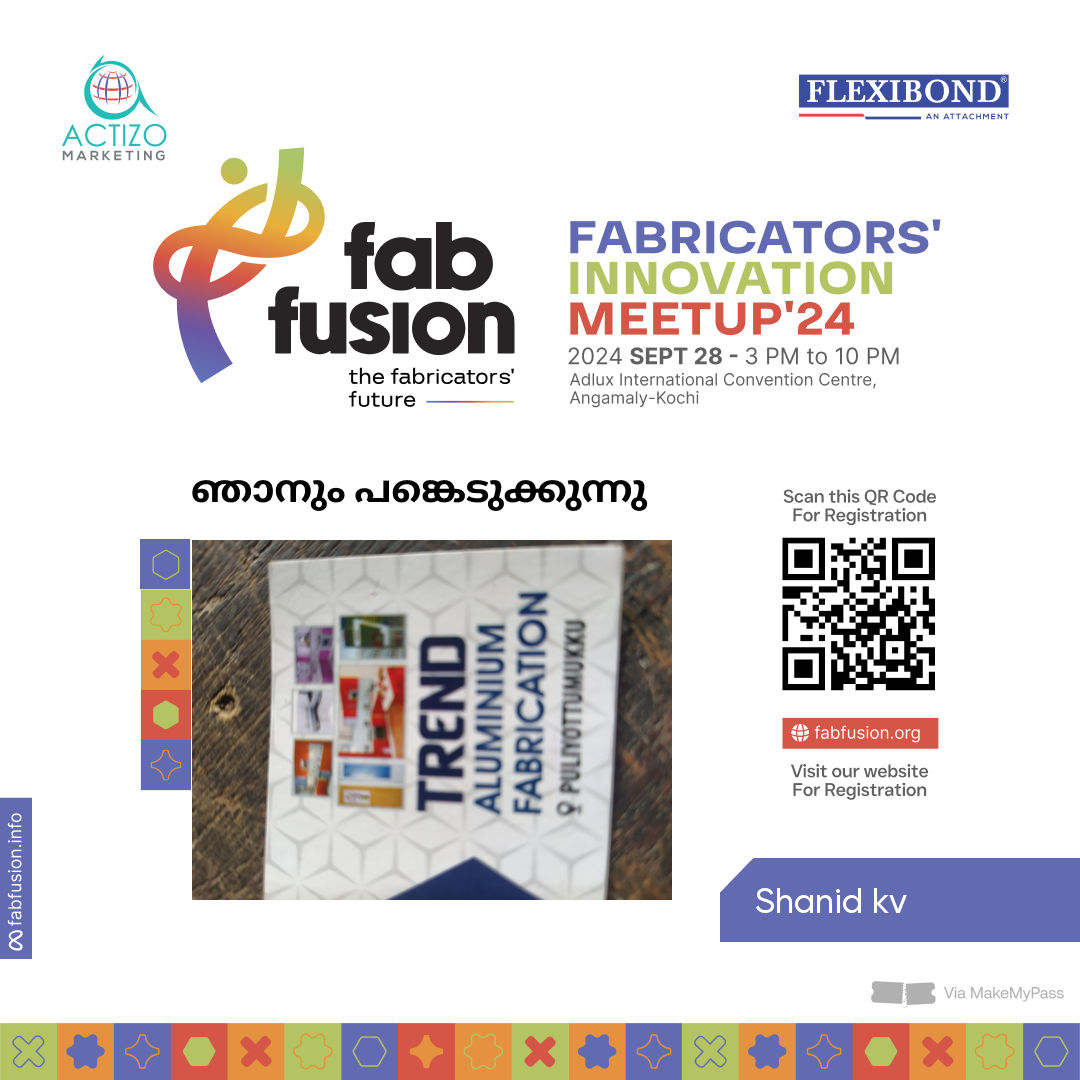 ACTIZO
MARKETING
FLEXIBOND®
AN ATTACHMENT
fab
fusion
the fabricators'
future
FABRICATORS'
INNOVATION
MEETUP'24
2024 SEPT 28 - 3 PM to 10 PM
Adlux International Convention Centre,
Angamaly-Kochi
ഞാനും പങ്കെടുക്കുന്നു
TREND
ALUMINIUM
FABRICATION
PULIYOTTUMUKKU
Scan this QR Code
For Registration
fabfusion.org
Visit our website
For Registration
fabfusion.info
Shanid kv
Via MakeMyPass